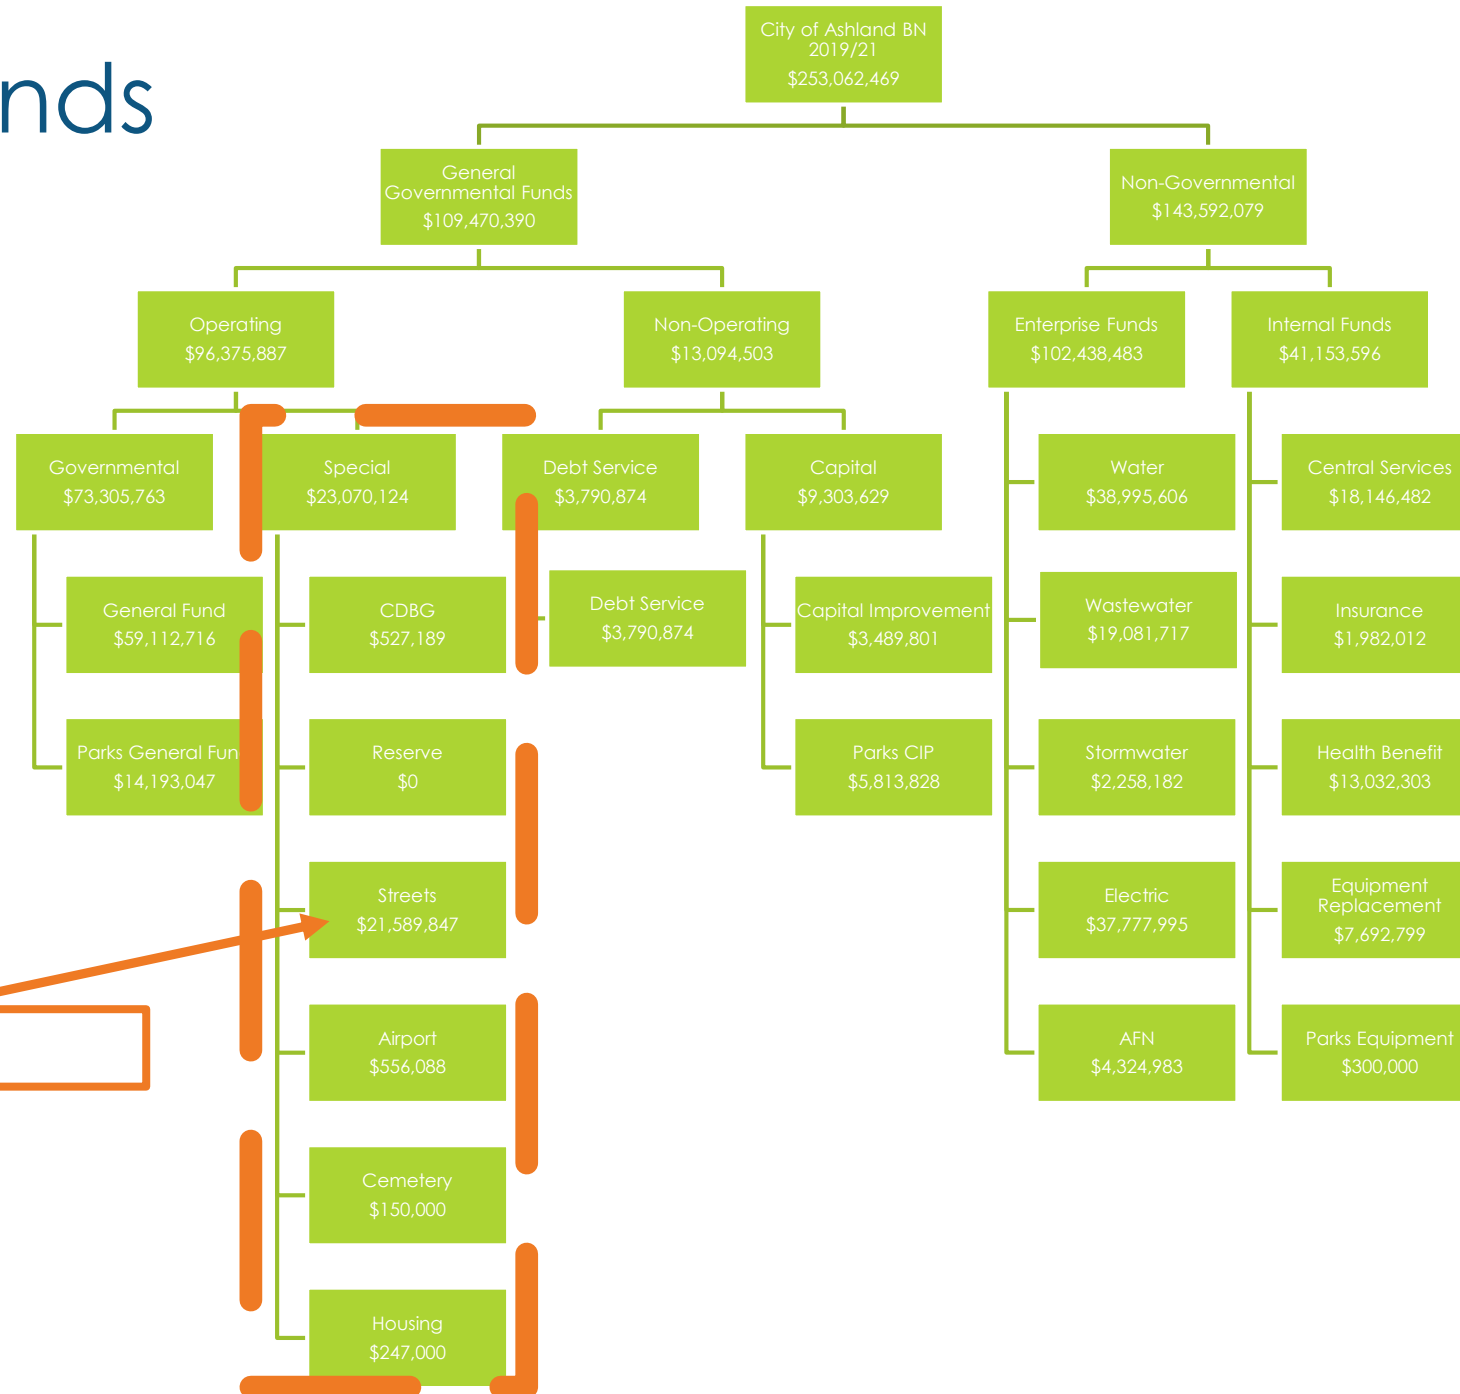 nds
City of Ashland BN
2019/21
$253,062,469
General
Governmental Funds
$109,470,390
Non-Governmental
$143,592,079
Operating
$96,375,887
Non-Operating
$13,094,503
Enterprise Funds
$102,438,483
Internal Funds
$41,153,596
Governmental
$73,305,763
Special
$23,070,124
Debt Service
$3,790,874
Capital
$9,303,629
Water
$38,995,606
Central Services
$18,146,482
General Fund
$59,112,716
CDBG
$527,189
Debt Service
$3,790,874
Capital Improvement
$3,489,801
Wastewater
$19,081,717
Insurance
$1,982,012
Parks General Fun
$14,193,047
Reserve
$0
Parks CIP
$5,813,828
Stormwater
$2,258,182
Health Benefit
$13,032,303
Streets
$21,589,847
Electric
$37,777,995
Equipment
Replacement
$7,692,799
Airport
$556,088
AFN
$4,324,983
Parks Equipment
$300,000
Cemetery
$150,000
Housing
$247,000